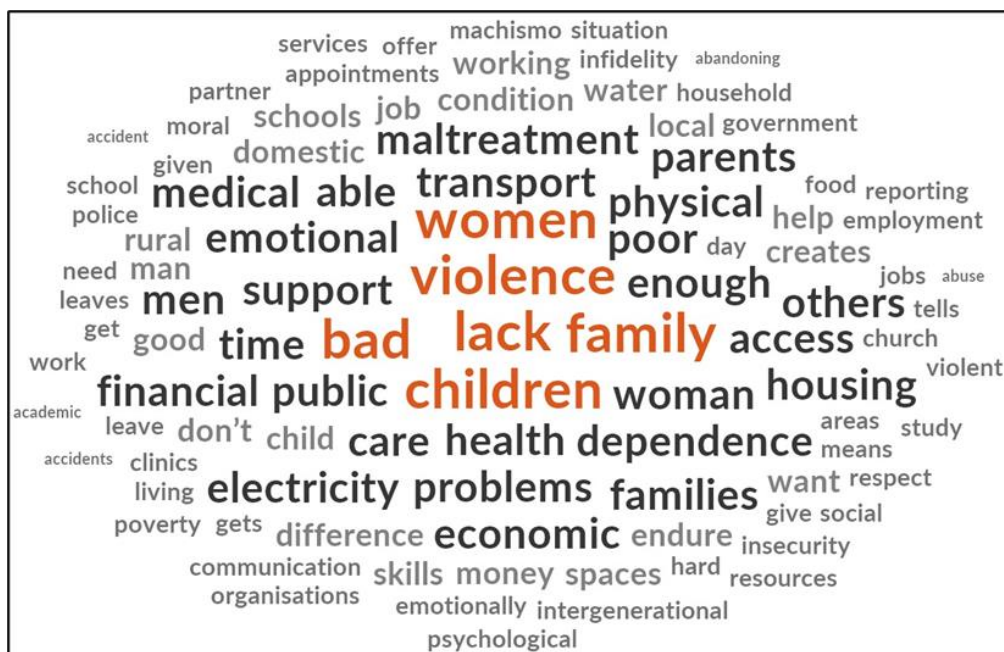 machismo situation
services offer
working infidelity abandoning
appointments
partner
job condition water household
schools
accident moral
maltreatment local government
given domestic
parents
school medical able transport physical food reporting
police
women help employment
rural emotional poor day creates
need man
violence enough jobs abuse
leaves men support others tells
get good time bad lack family access church
work
violent
financial public children woman housing
academic
leave don't child care health dependence areas study
means
accidents clinics
living electricity problems families want respect
poverty gets
give social
difference economic endure insecurity
communication skills money spaces hard resources
organisations
emotionally intergenerational
psychological